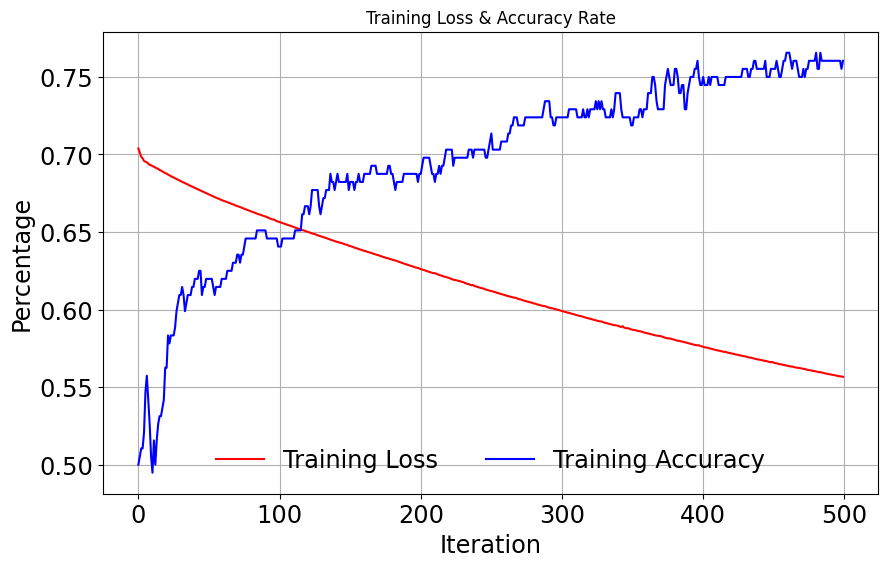 Training Loss & Accuracy Rate
0.75
0.70
0.65
0.60
0.55
0.50
Percentage
Training Loss
Training Accuracy
0
100
200
300
400
500
Iteration